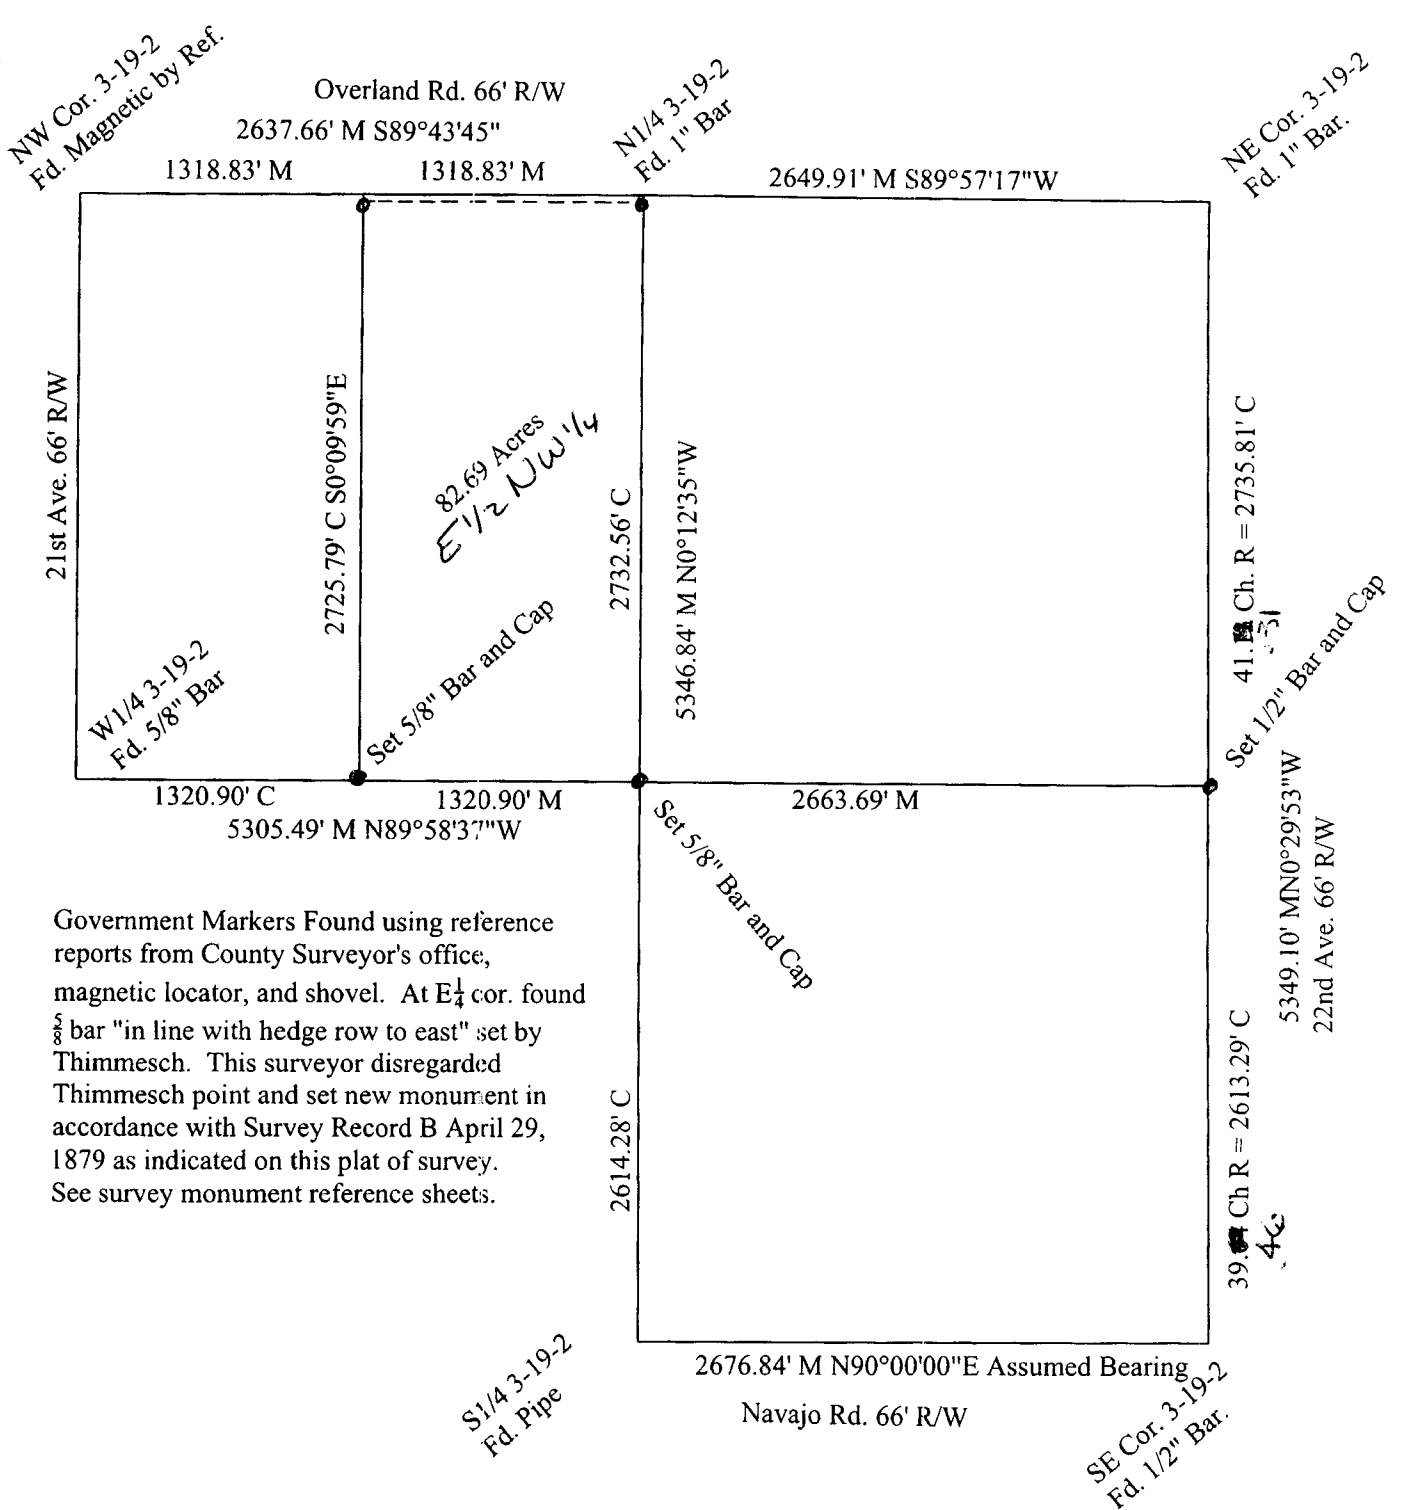 NW Cor. 3-19-2
Fd. Magnetic by Ref.
Overland Rd. 66' R/W
2637.66' M S89°43'45"
1318.83' M
1318.83' M
N1/4 3-19-2
Fd. 1" Bar
2649.91' M S89°57'17"W
NE Cor. 3-19-2
Fd. 1" Bar.
21st Ave. 66' R/W
2725.79' C S0°09'59"E
82.69 Acres
E 1/2 NW 1/4
2732.56' C
5346.84' M N0°12'35"W
41. Ch. R = 2735.81' C
.51
W1/4 3-19-2
Fd. 5/8" Bar
Set 5/8" Bar and Cap
Set 1/2" Bar and Cap
1320.90' C
1320.90' M
2663.69' M
5305.49' M N89°58'37"W
Set 5/8" Bar and Cap
5349.10' MN0°29'53"W
22nd Ave. 66' R/W
Government Markers Found using reference
reports from County Surveyor's office,
magnetic locator, and shovel. At E1/4 cor. found
5/8 bar "in line with hedge row to east" set by
Thimmesch. This surveyor disregarded
Thimmesch point and set new monument in
accordance with Survey Record B April 29,
1879 as indicated on this plat of survey.
See survey monument reference sheets.
2614.28' C
39. Ch R = 2613.29' C
.46
S1/4 3-19-2
Fd. Pipe
2676.84' M N90°00'00"E Assumed Bearing
Navajo Rd. 66' R/W
SE Cor. 3-19-2
Fd. 1/2" Bar.